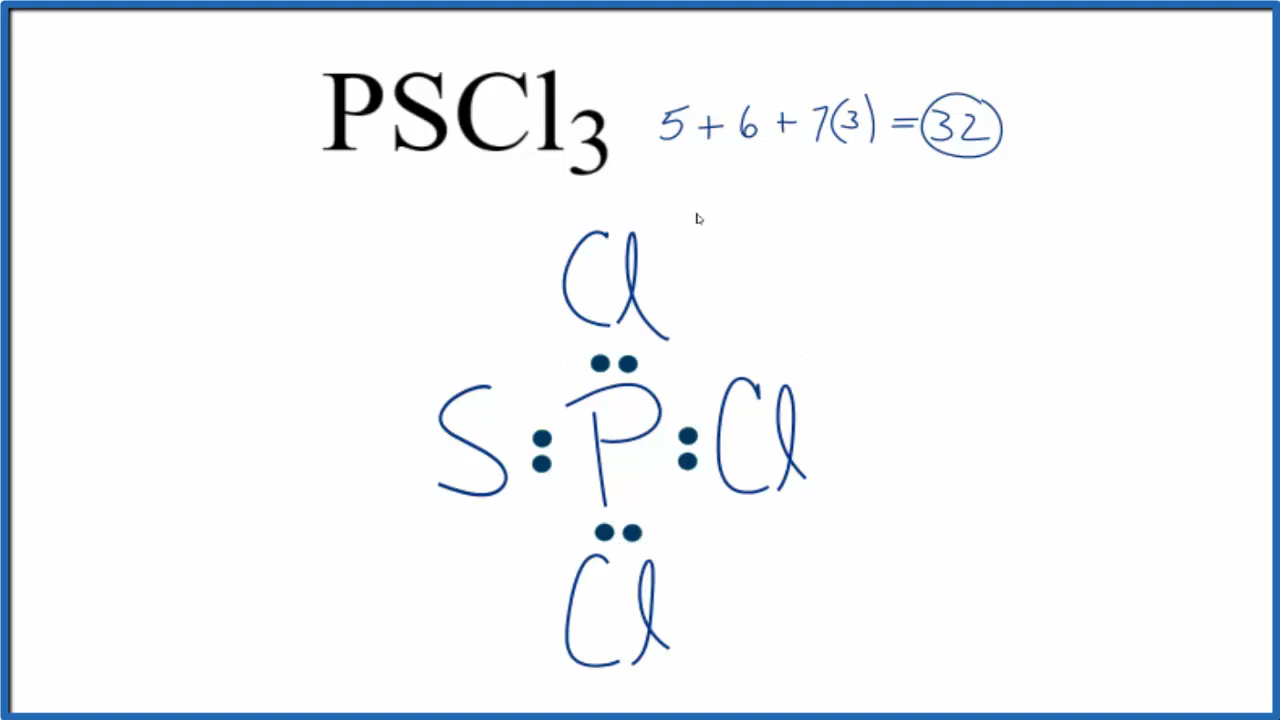 PSCl₃ 5 + 6 + 7(3) = 32
Cl
S : P : Cl
Cl